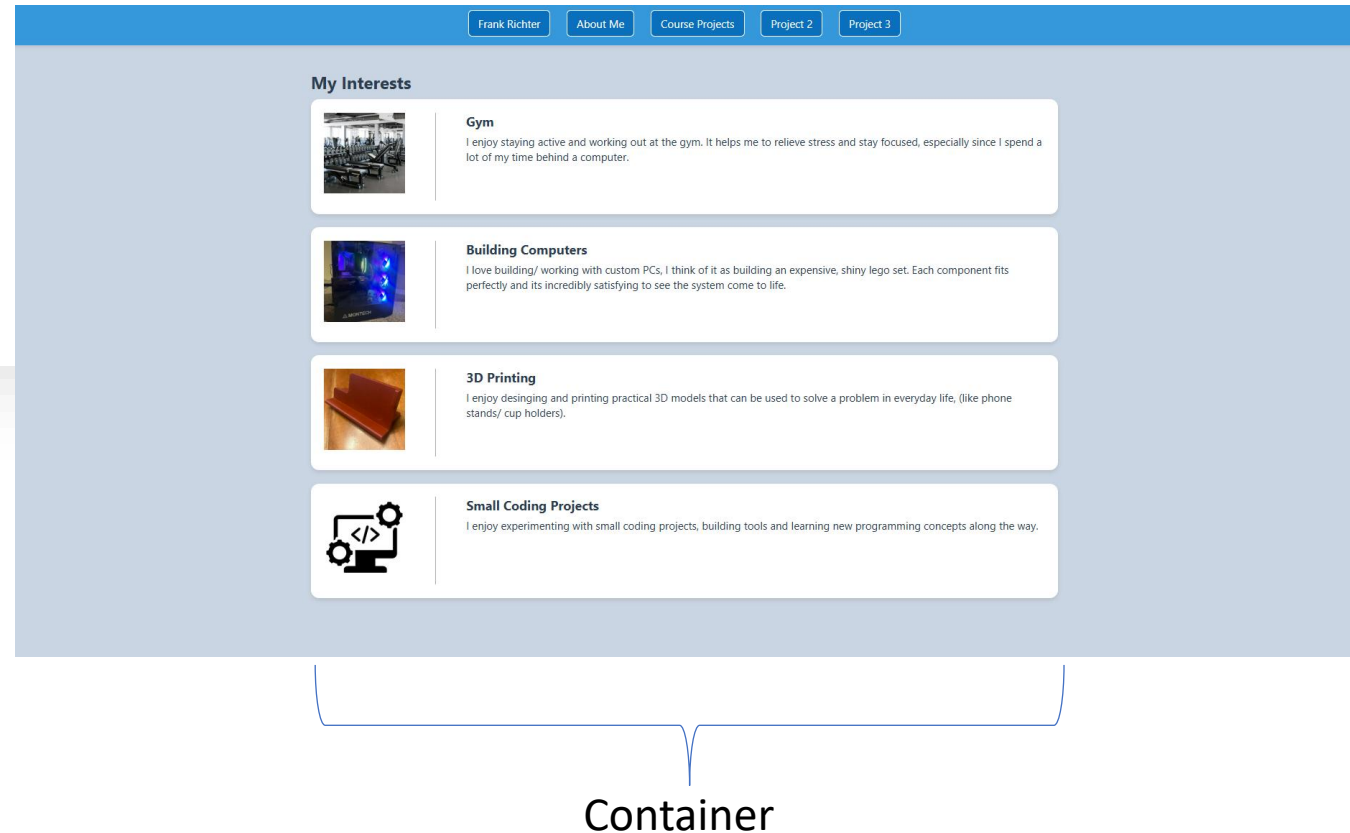 Frank Richter About Me Course Projects Project 2 Project 3
My Interests
Gym
I enjoy staying active and working out at the gym. It helps me to relieve stress and stay focused, especially since I spend a
lot of my time behind a computer.
Building Computers
I love building/ working with custom PCs, I think of it as building an expensive, shiny lego set. Each component fits
perfectly and its incredibly satisfying to see the system come to life.
3D Printing
I enjoy desinging and printing practical 3D models that can be used to solve a problem in everyday life, (like phone
stands/ cup holders).
</>
Small Coding Projects
I enjoy experimenting with small coding projects, building tools and learning new programming concepts along the way.
Container